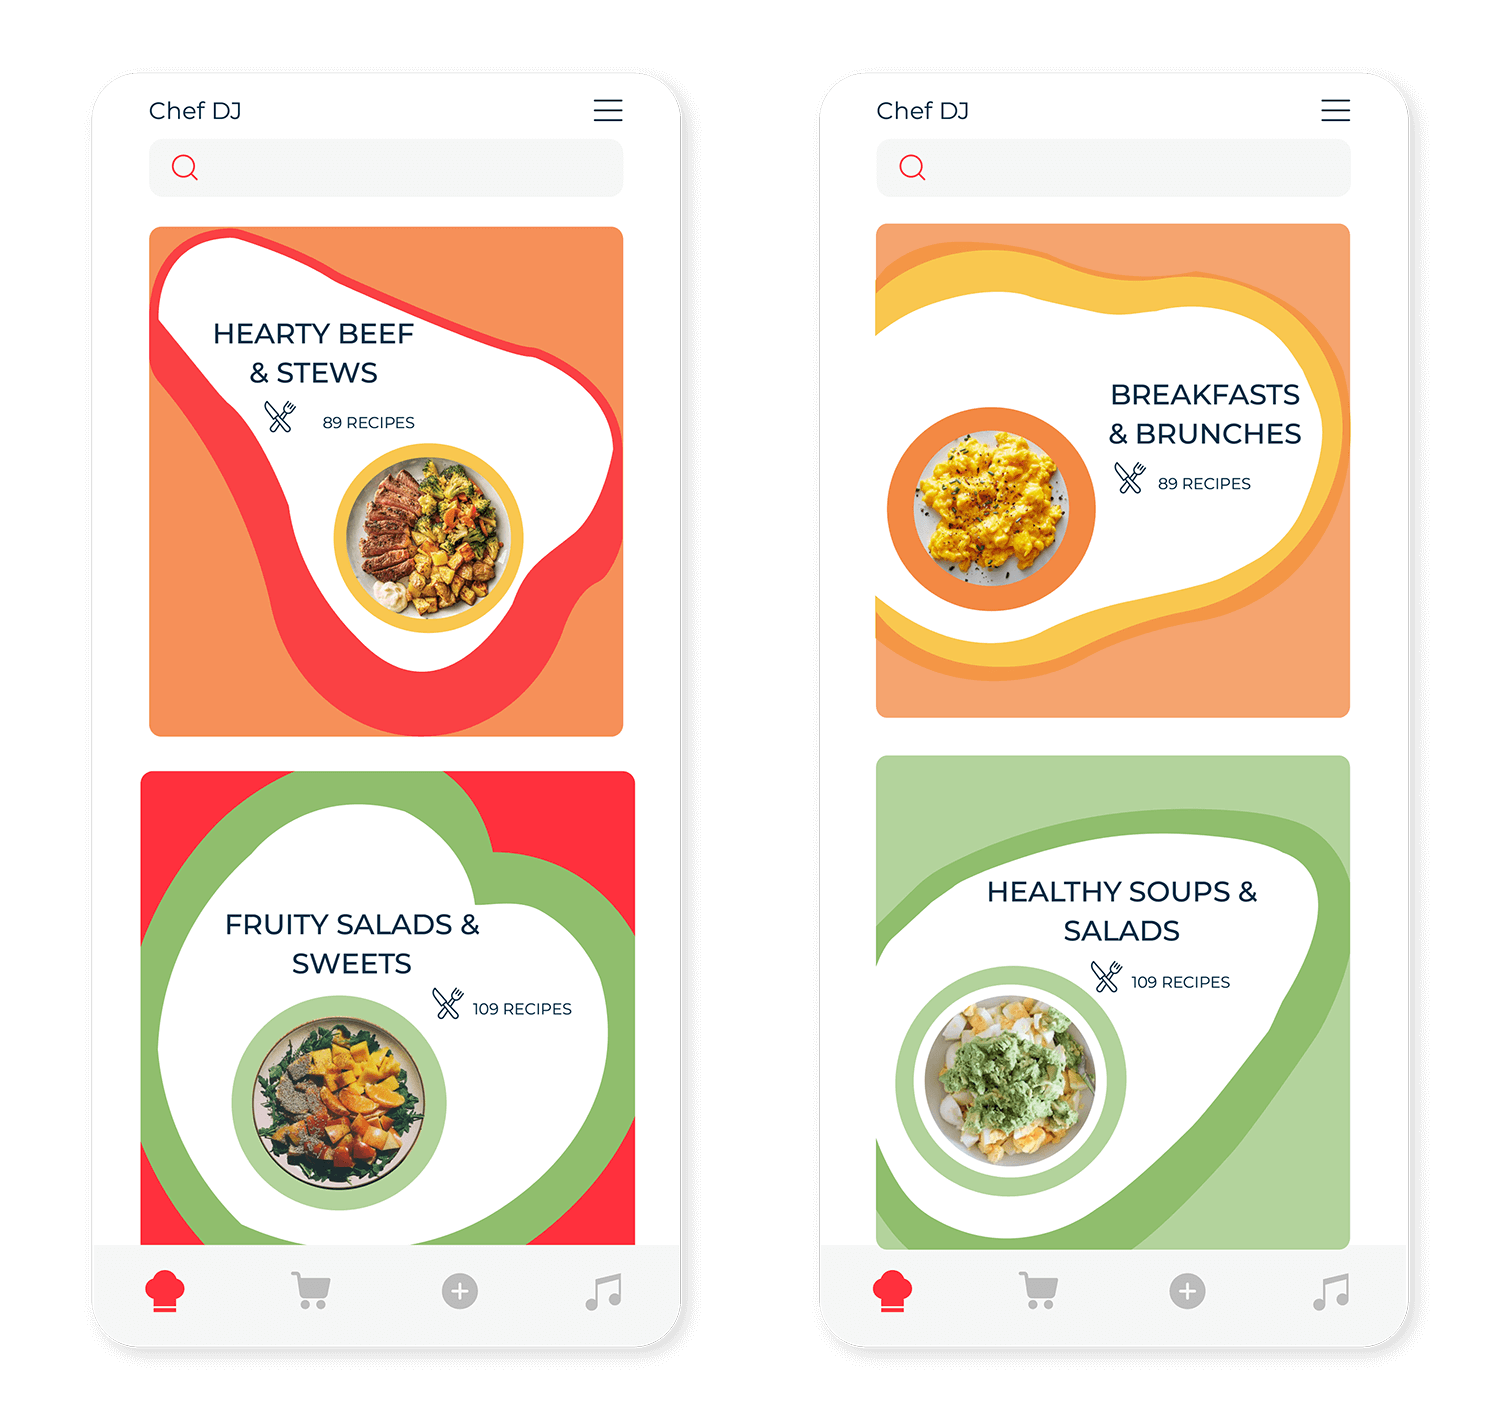 Chef DJ
HEARTY BEEF
& STEWS
89 RECIPES
FRUITY SALADS &
SWEETS
109 RECIPES
Chef DJ
BREAKFASTS
& BRUNCHES
89 RECIPES
HEALTHY SOUPS &
SALADS
109 RECIPES